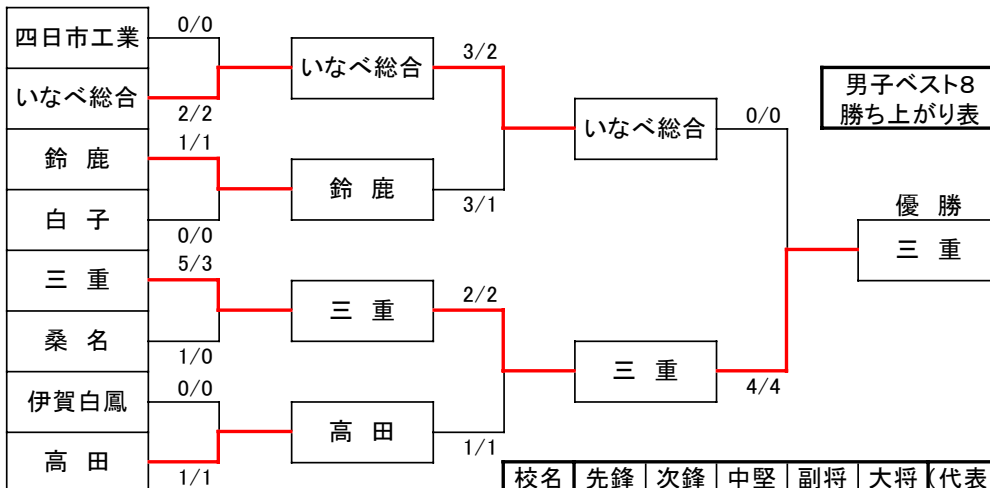 四日市工業
0/0
いなべ総合
2/2
鈴 鹿
1/1
白 子
0/0
三 重
5/3
桑 名
1/0
伊賀白鳳
0/0
高 田
1/1
いなべ総合
3/2
鈴 鹿
3/1
三 重
2/2
高 田
1/1
いなべ総合
0/0
三 重
4/4
男子ベスト8
勝ち上がり表
優 勝
三 重
校名 先鋒 次鋒 中堅 副将 大将 (代表